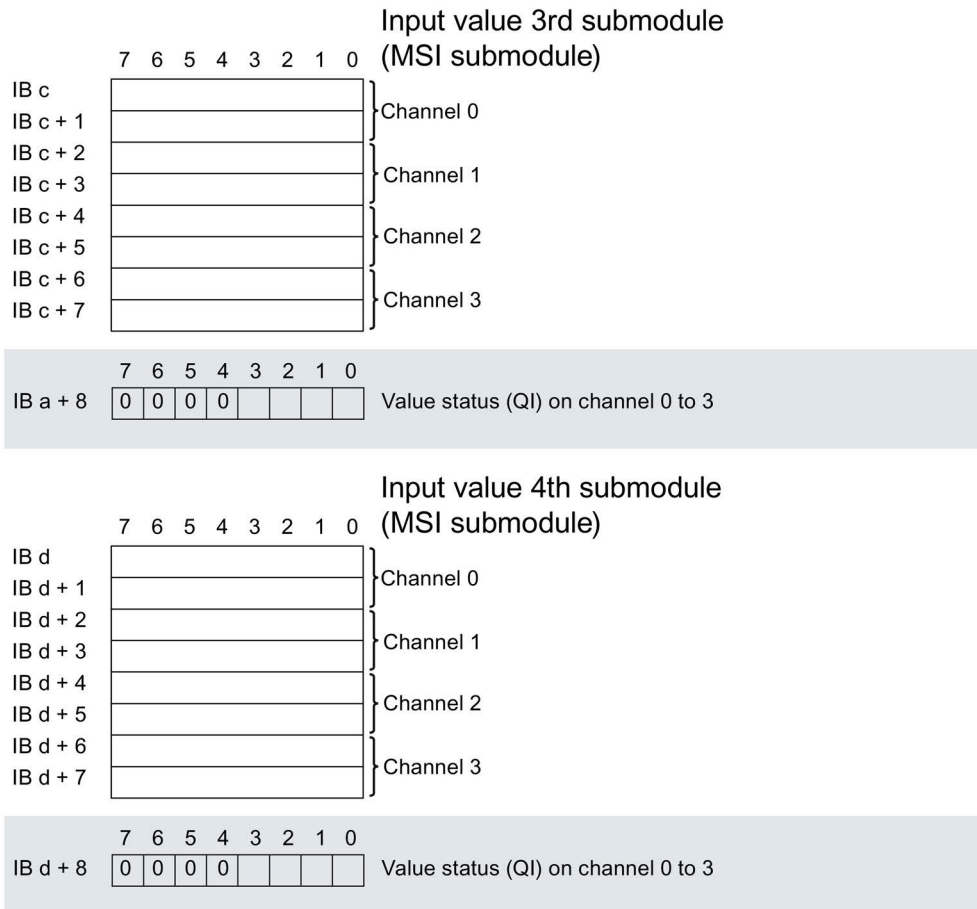 Input value 3rd submodule
(MSI submodule)
7 6 5 4 3 2 1 0
IB c
IB c + 1
Channel 0
IB c + 2
IB c + 3
Channel 1
IB c + 4
IB c + 5
Channel 2
IB c + 6
IB c + 7
Channel 3
7 6 5 4 3 2 1 0
IB a + 8 0 0 0 0 Value status (QI) on channel 0 to 3
Input value 4th submodule
(MSI submodule)
7 6 5 4 3 2 1 0
IB d
IB d + 1
Channel 0
IB d + 2
IB d + 3
Channel 1
IB d + 4
IB d + 5
Channel 2
IB d + 6
IB d + 7
Channel 3
7 6 5 4 3 2 1 0
IB d + 8 0 0 0 0 Value status (QI) on channel 0 to 3